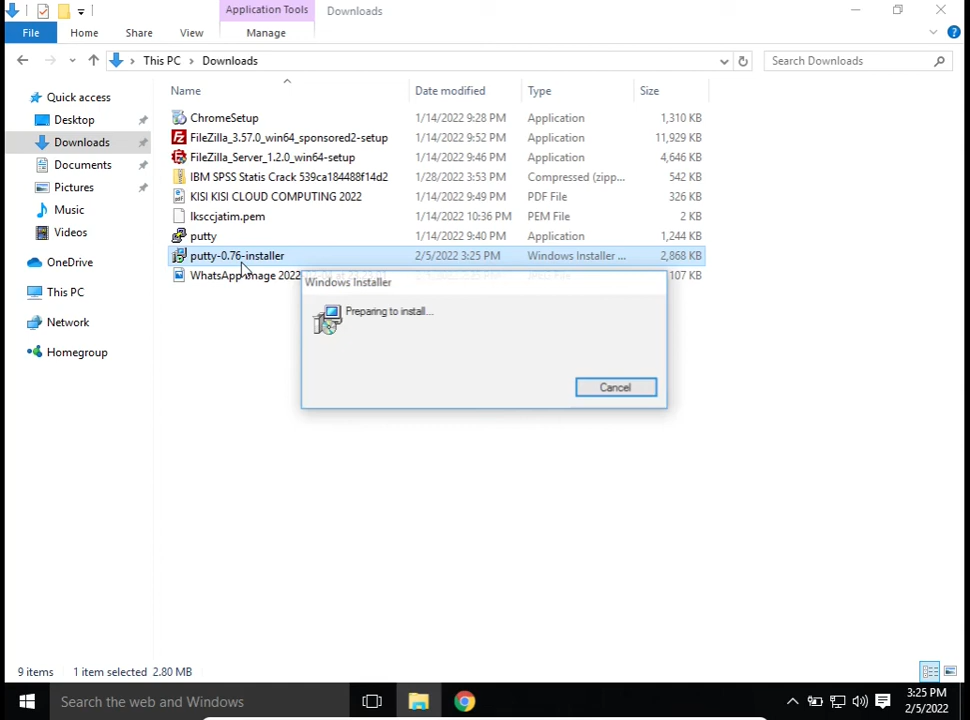 Application Tools Downloads
File Home Share View Manage
This PC Downloads Search Downloads
Name Date modified Type Size
Quick access
Desktop
Downloads
Documents
Pictures
Music
Videos
OneDrive
This PC
Network
Homegroup
ChromeSetup 1/14/2022 9:28 PM Application 1,310 KB
FileZilla_3.57.0_win64_sponsored2-setup 1/14/2022 9:52 PM Application 11,929 KB
FileZilla_Server_1.2.0_win64-setup 1/14/2022 9:46 PM Application 4,646 KB
IBM SPSS Statis Crack 539ca184488f14d2 1/28/2022 3:53 PM Compressed (zipp... 542 KB
KISI KISI CLOUD COMPUTING 2022 1/14/2022 9:49 PM PDF File 326 KB
lksccjatim.pem 1/14/2022 10:36 PM PEM File 2 KB
putty 1/14/2022 9:40 PM Application 1,244 KB
putty-0.76-installer 2/5/2022 3:25 PM Windows Installer ... 2,868 KB
WhatsApp Image 2022 107 KB
Windows Installer
Preparing to install...
Cancel
9 items 1 item selected 2.80 MB
Search the web and Windows
3:25 PM
2/5/2022